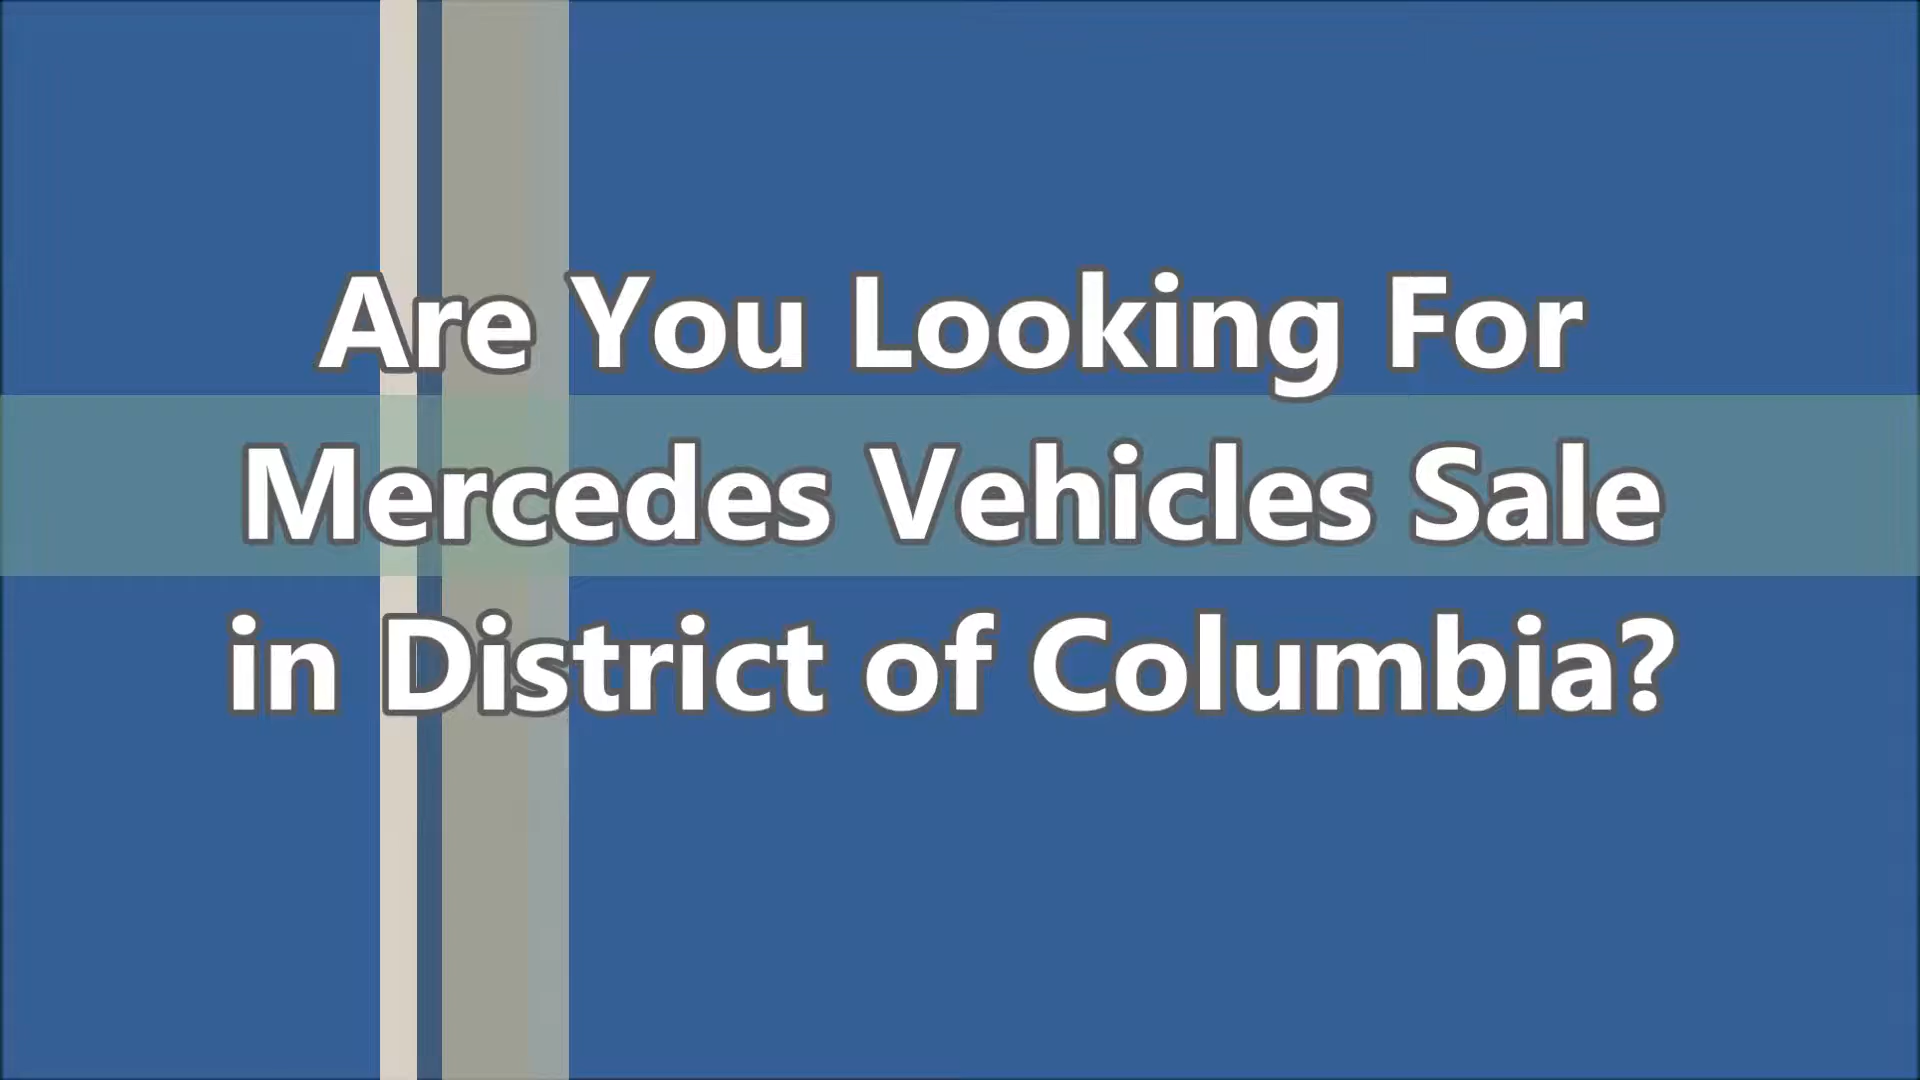 Are You Looking For
Mercedes Vehicles Sale
in District of Columbia?